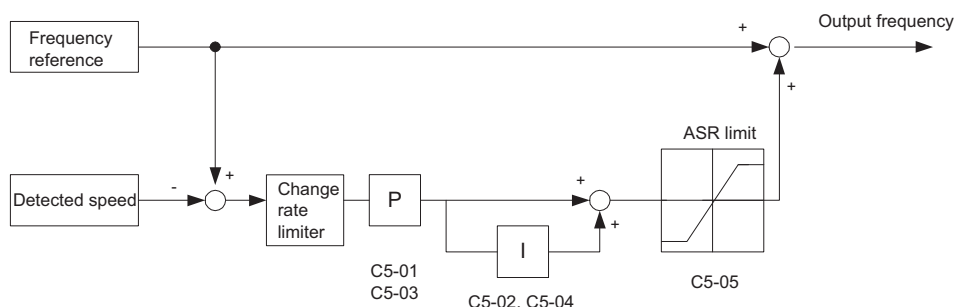 Frequency
reference
+
Output frequency
+
ASR limit
Detected speed
-
+
Change
rate
limiter
P
+
+
I
C5-01
C5-03
C5-02, C5-04
C5-05